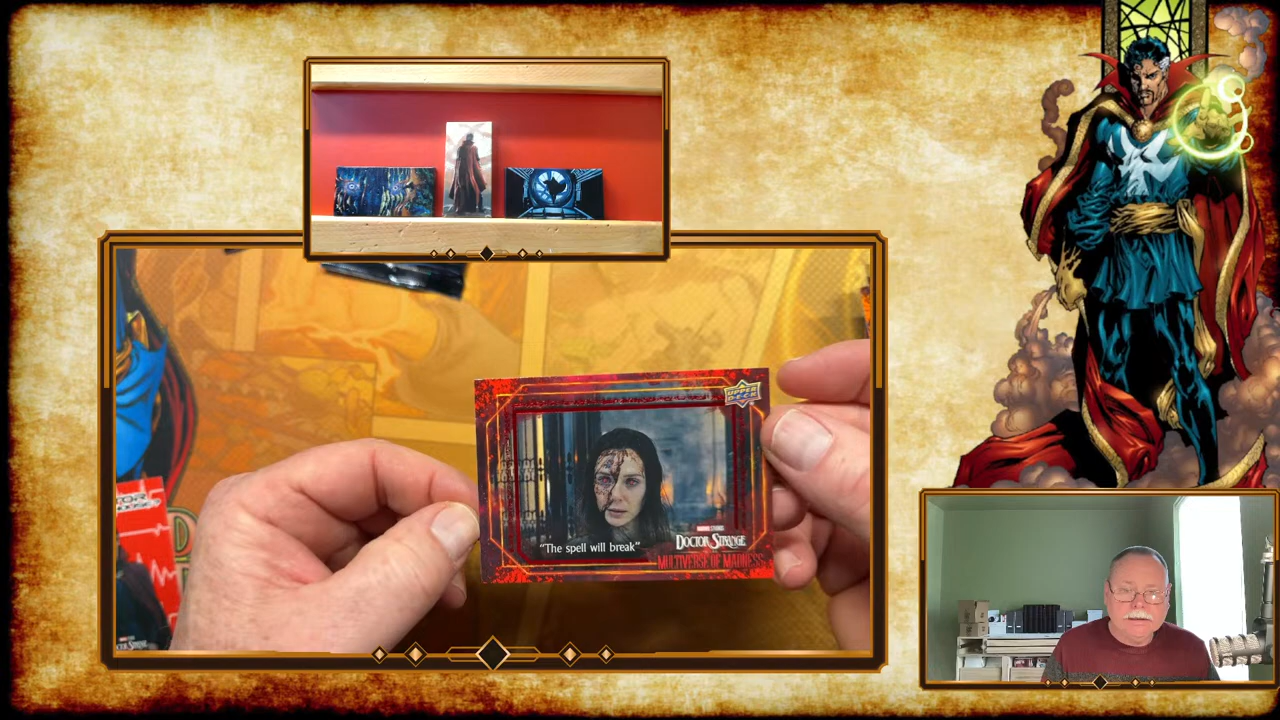 UPPER
DECK
"The spell will break"
MARVEL STUDIOS
DOCTOR STRANGE
MULTIVERSE OF MADNESS